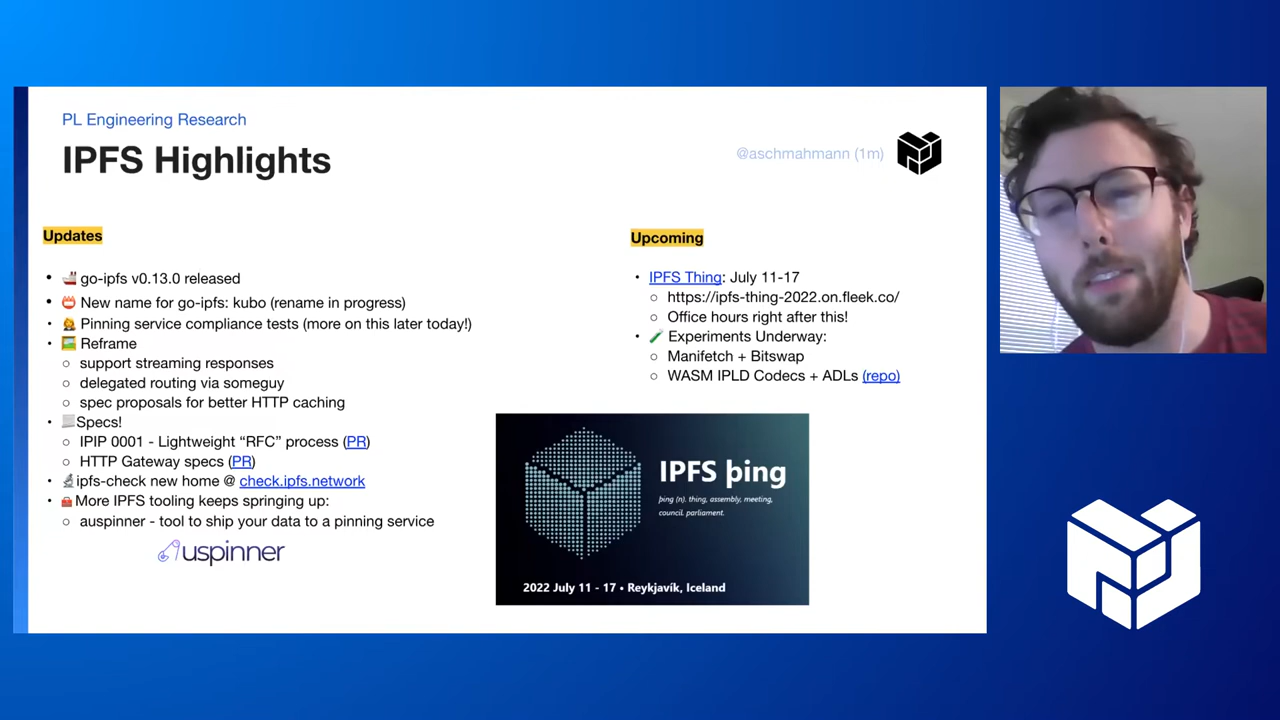 PL Engineering Research
IPFS Highlights
@aschmahmann (1m)
Updates
• 🚢 go-ipfs v0.13.0 released
• 📛 New name for go-ipfs: kubo (rename in progress)
• 👩‍🌾 Pinning service compliance tests (more on this later today!)
• 🖼️ Reframe
○ support streaming responses
○ delegated routing via someguy
○ spec proposals for better HTTP caching
• 🧾Specs!
○ IPIP 0001 - Lightweight “RFC” process (PR)
○ HTTP Gateway specs (PR)
• 🔬ipfs-check new home @ check.ipfs.network
• 🧰More IPFS tooling keeps springing up:
○ auspinner - tool to ship your data to a pinning service
auspinner
Upcoming
• IPFS Thing: July 11-17
○ https://ipfs-thing-2022.on.fleek.co/
○ Office hours right after this!
• 🧪 Experiments Underway:
○ Manifetch + Bitswap
○ WASM IPLD Codecs + ADLs (repo)
IPFS þing
þing (n). thing, assembly, meeting,
council. parliament.
2022 July 11 - 17 • Reykjavík, Iceland